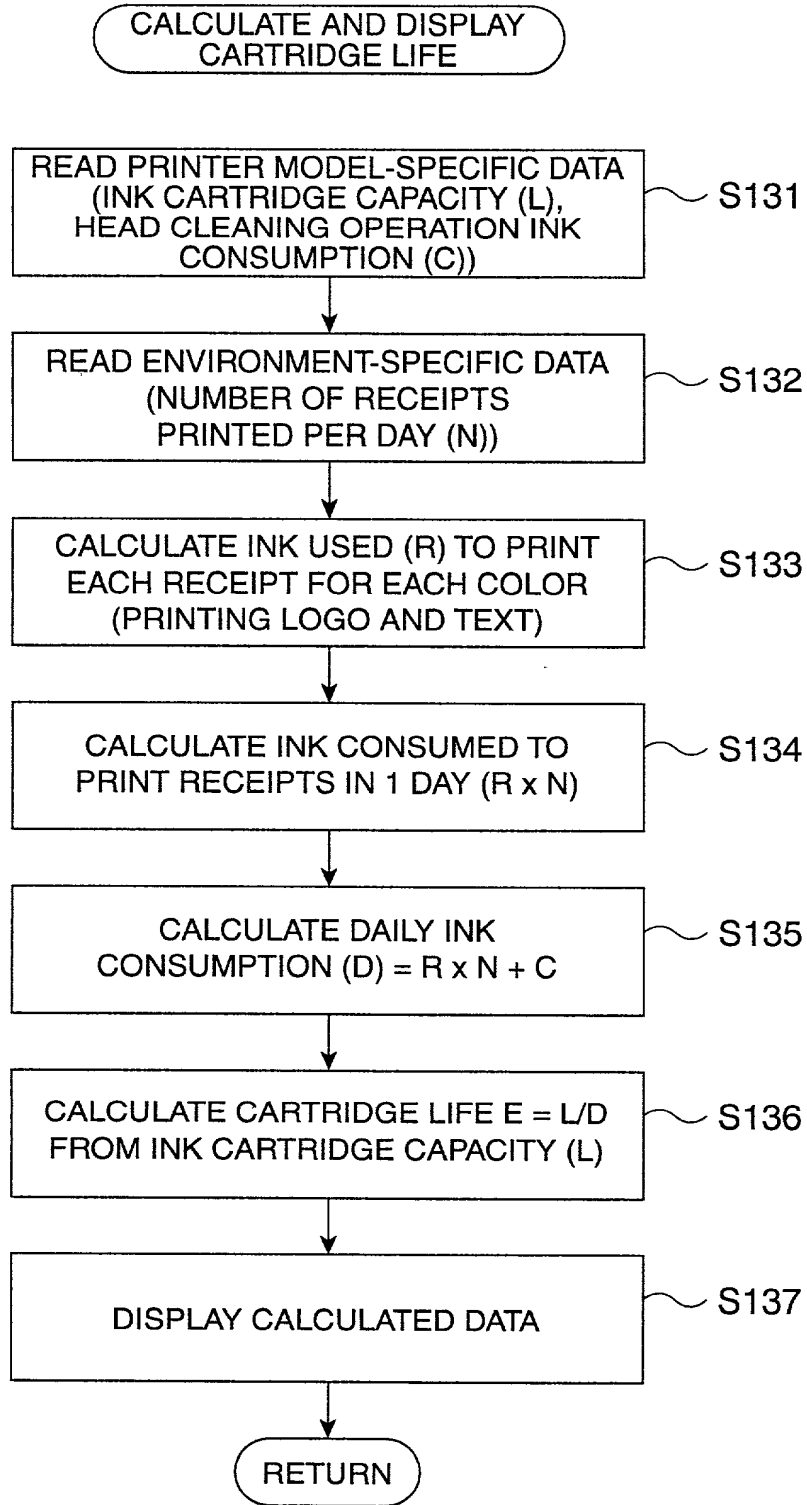 CALCULATE AND DISPLAY
CARTRIDGE LIFE
READ PRINTER MODEL-SPECIFIC DATA
(INK CARTRIDGE CAPACITY (L),
HEAD CLEANING OPERATION INK
CONSUMPTION (C))
S131
READ ENVIRONMENT-SPECIFIC DATA
(NUMBER OF RECEIPTS
PRINTED PER DAY (N))
S132
CALCULATE INK USED (R) TO PRINT
EACH RECEIPT FOR EACH COLOR
(PRINTING LOGO AND TEXT)
S133
CALCULATE INK CONSUMED TO
PRINT RECEIPTS IN 1 DAY (R x N)
S134
CALCULATE DAILY INK
CONSUMPTION (D) = R x N + C
S135
CALCULATE CARTRIDGE LIFE E = L/D
FROM INK CARTRIDGE CAPACITY (L)
S136
DISPLAY CALCULATED DATA
S137
RETURN